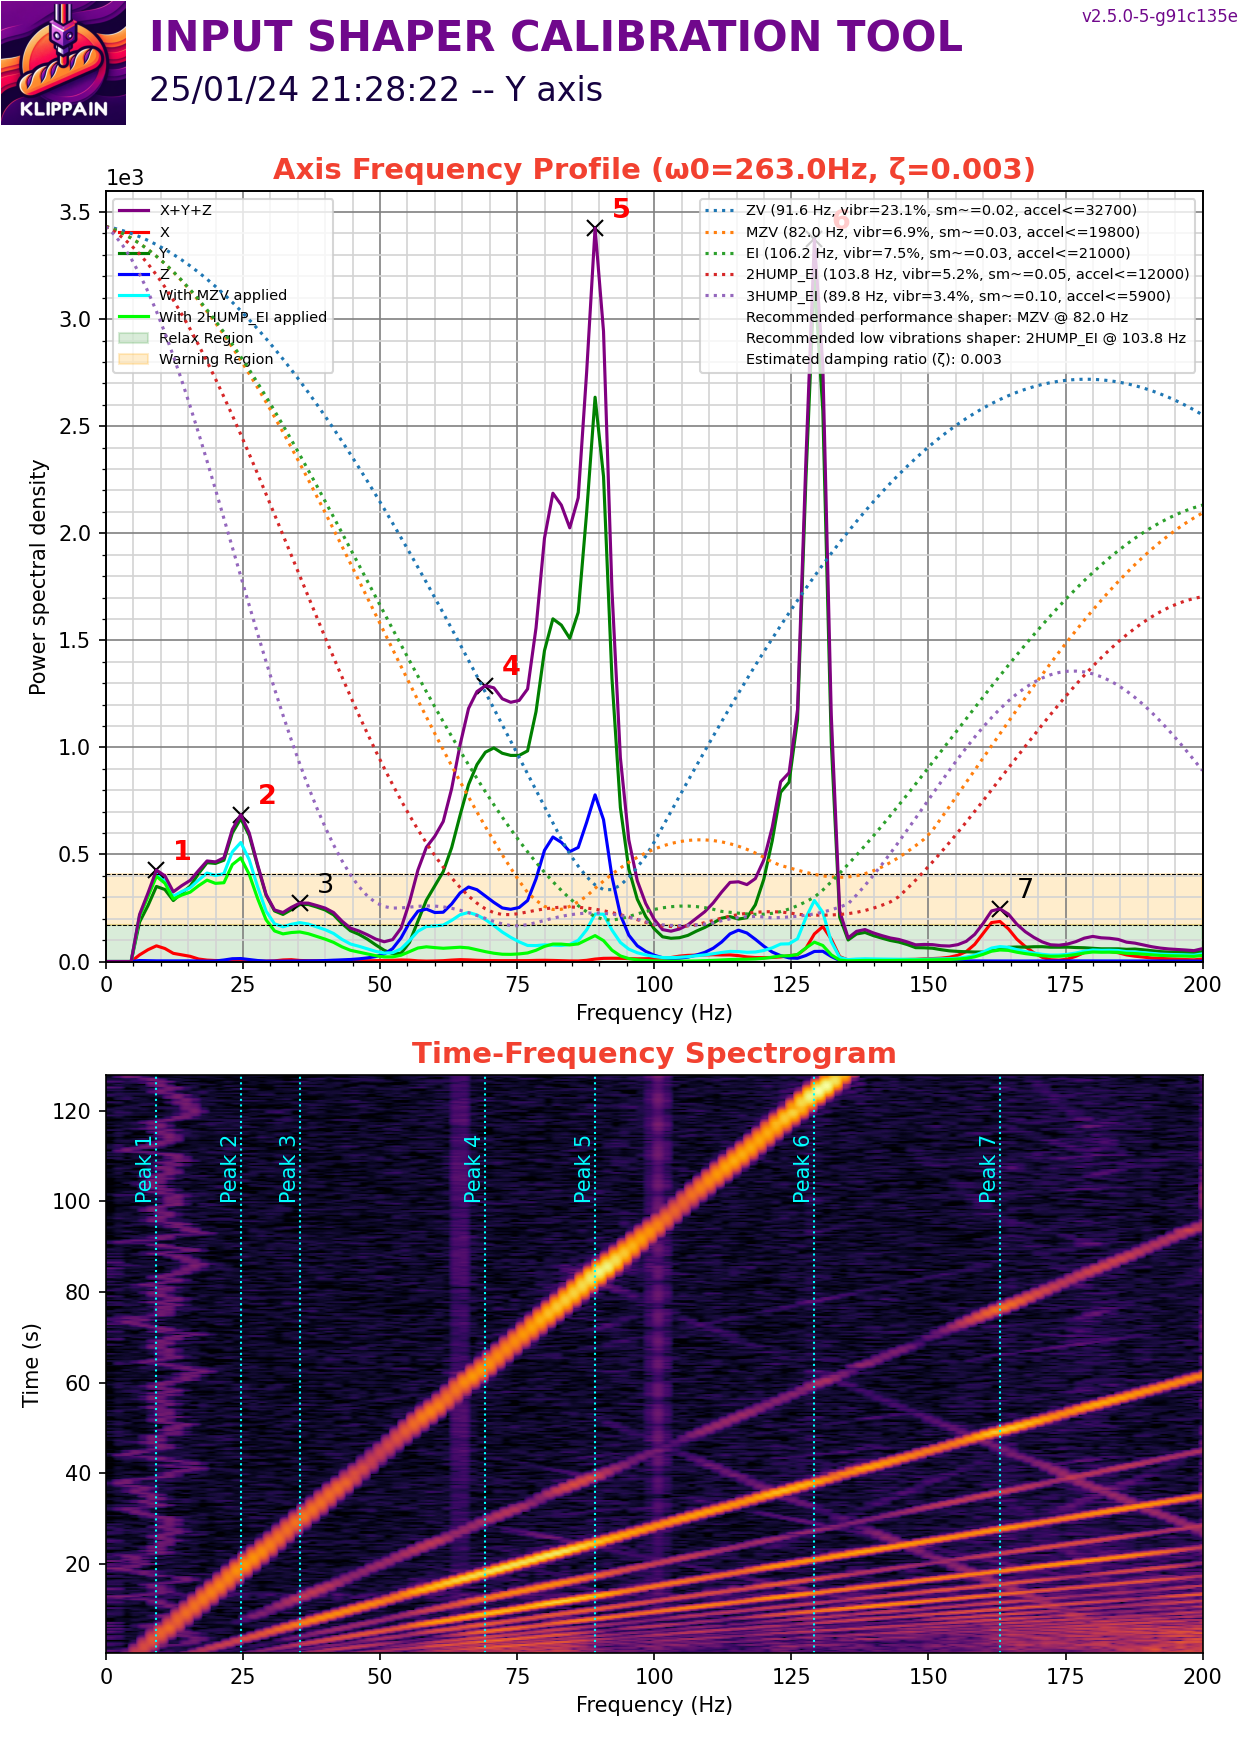 KLIPPAIN
INPUT SHAPER CALIBRATION TOOL
v2.5.0-5-g91c135e
25/01/24 21:28:22 -- Y axis
Axis Frequency Profile (ω0=263.0Hz, ζ=0.003)
1e3
X+Y+Z
X
Y
Z
With MZV applied
With 2HUMP_EI applied
Relax Region
Warning Region
ZV (91.6 Hz, vibr=23.1%, sm~=0.02, accel<=32700)
MZV (82.0 Hz, vibr=6.9%, sm~=0.03, accel<=19800)
EI (106.2 Hz, vibr=7.5%, sm~=0.03, accel<=21000)
2HUMP_EI (103.8 Hz, vibr=5.2%, sm~=0.05, accel<=12000)
3HUMP_EI (89.8 Hz, vibr=3.4%, sm~=0.10, accel<=5900)
Recommended performance shaper: MZV @ 82.0 Hz
Recommended low vibrations shaper: 2HUMP_EI @ 103.8 Hz
Estimated damping ratio (ζ): 0.003
1
2
3
4
5
6
7
3.5
3.0
2.5
2.0
1.5
1.0
0.5
0.0
Power spectral density
0 25 50 75 100 125 150 175 200
Frequency (Hz)
Time-Frequency Spectrogram
Peak 1
Peak 2
Peak 3
Peak 4
Peak 5
Peak 6
Peak 7
120
100
80
60
40
20
Time (s)
0 25 50 75 100 125 150 175 200
Frequency (Hz)